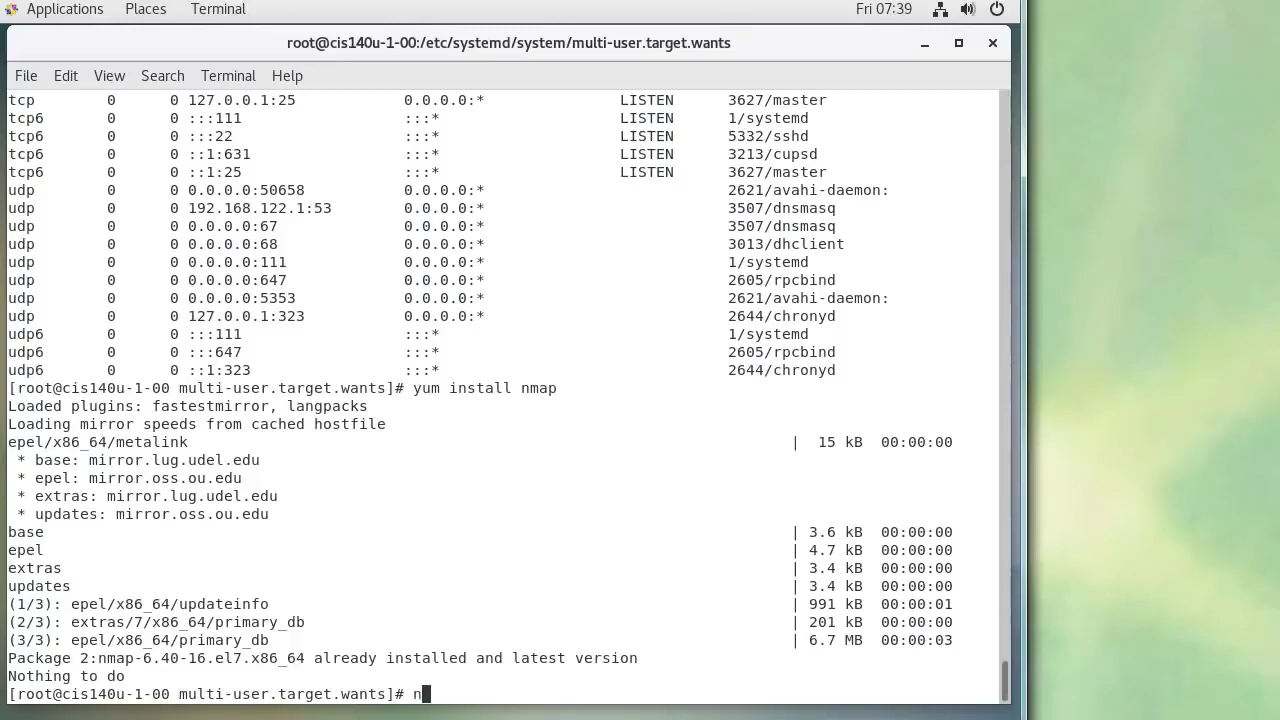 Applications Places Terminal Fri 07:39
root@cis140u-1-00:/etc/systemd/system/multi-user.target.wants
File Edit View Search Terminal Help
tcp 0 0 127.0.0.1:25 0.0.0.0:* LISTEN 3627/master
tcp6 0 0 :::111 :::* LISTEN 1/systemd
tcp6 0 0 :::22 :::* LISTEN 5332/sshd
tcp6 0 0 ::1:631 :::* LISTEN 3213/cupsd
tcp6 0 0 ::1:25 :::* LISTEN 3627/master
udp 0 0 0.0.0.0:50658 0.0.0.0:* 2621/avahi-daemon:
udp 0 0 192.168.122.1:53 0.0.0.0:* 3507/dnsmasq
udp 0 0 0.0.0.0:67 0.0.0.0:* 3507/dnsmasq
udp 0 0 0.0.0.0:68 0.0.0.0:* 3013/dhclient
udp 0 0 0.0.0.0:111 0.0.0.0:* 1/systemd
udp 0 0 0.0.0.0:647 0.0.0.0:* 2605/rpcbind
udp 0 0 0.0.0.0:5353 0.0.0.0:* 2621/avahi-daemon:
udp 0 0 127.0.0.1:323 0.0.0.0:* 2644/chronyd
udp6 0 0 :::111 :::* 1/systemd
udp6 0 0 :::647 :::* 2605/rpcbind
udp6 0 0 ::1:323 :::* 2644/chronyd
[root@cis140u-1-00 multi-user.target.wants]# yum install nmap
Loaded plugins: fastestmirror, langpacks
Loading mirror speeds from cached hostfile
epel/x86_64/metalink | 15 kB 00:00:00
* base: mirror.lug.udel.edu
* epel: mirror.oss.ou.edu
* extras: mirror.lug.udel.edu
* updates: mirror.oss.ou.edu
base | 3.6 kB 00:00:00
epel | 4.7 kB 00:00:00
extras | 3.4 kB 00:00:00
updates | 3.4 kB 00:00:00
(1/3): epel/x86_64/updateinfo | 991 kB 00:00:01
(2/3): extras/7/x86_64/primary_db | 201 kB 00:00:00
(3/3): epel/x86_64/primary_db | 6.7 MB 00:00:03
Package 2:nmap-6.40-16.el7.x86_64 already installed and latest version
Nothing to do
[root@cis140u-1-00 multi-user.target.wants]# n